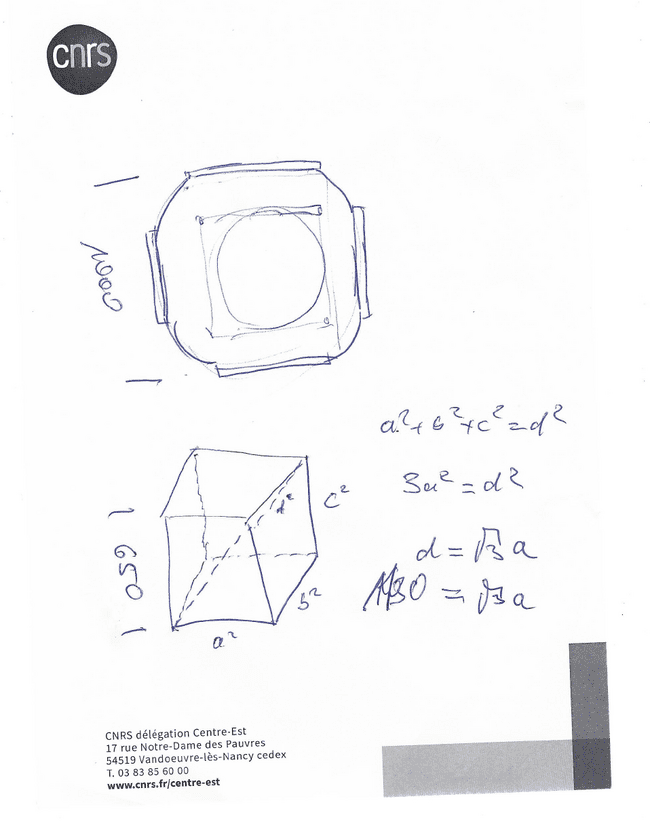 cnrs
1000
a² + b² + c² = d²
3a² = d²
d²
c²
d = √3 a
650
= √3 a
b²
a²
CNRS délégation Centre-Est
17 rue Notre-Dame des Pauvres
54519 Vandoeuvre-lès-Nancy cedex
T. 03 83 85 60 00
www.cnrs.fr/centre-est